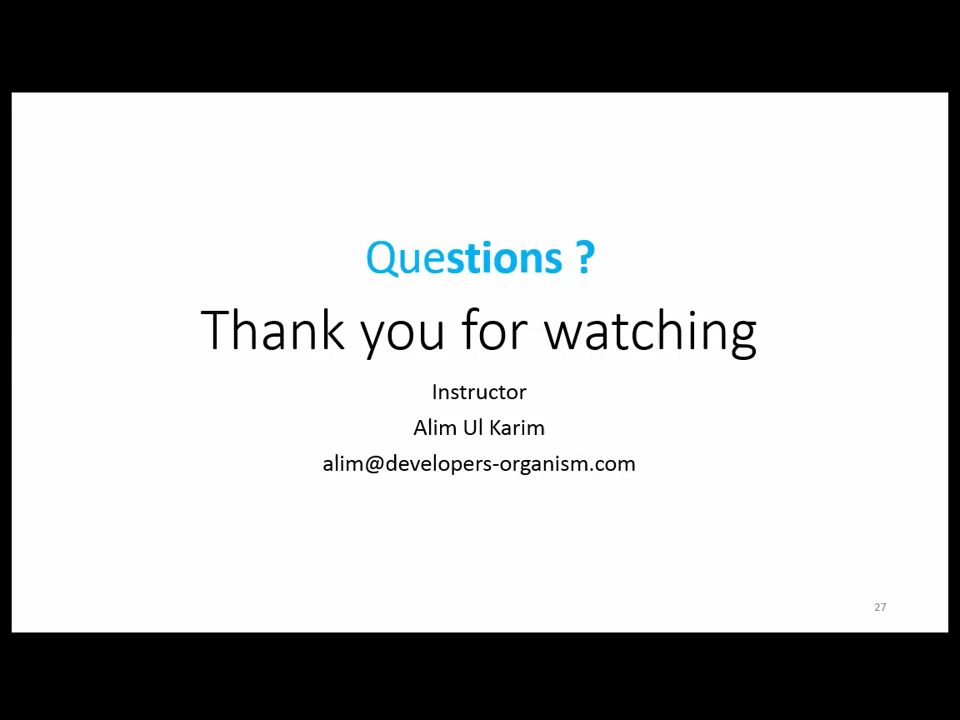 Questions ?
Thank you for watching
Instructor
Alim Ul Karim
alim@developers-organism.com
27